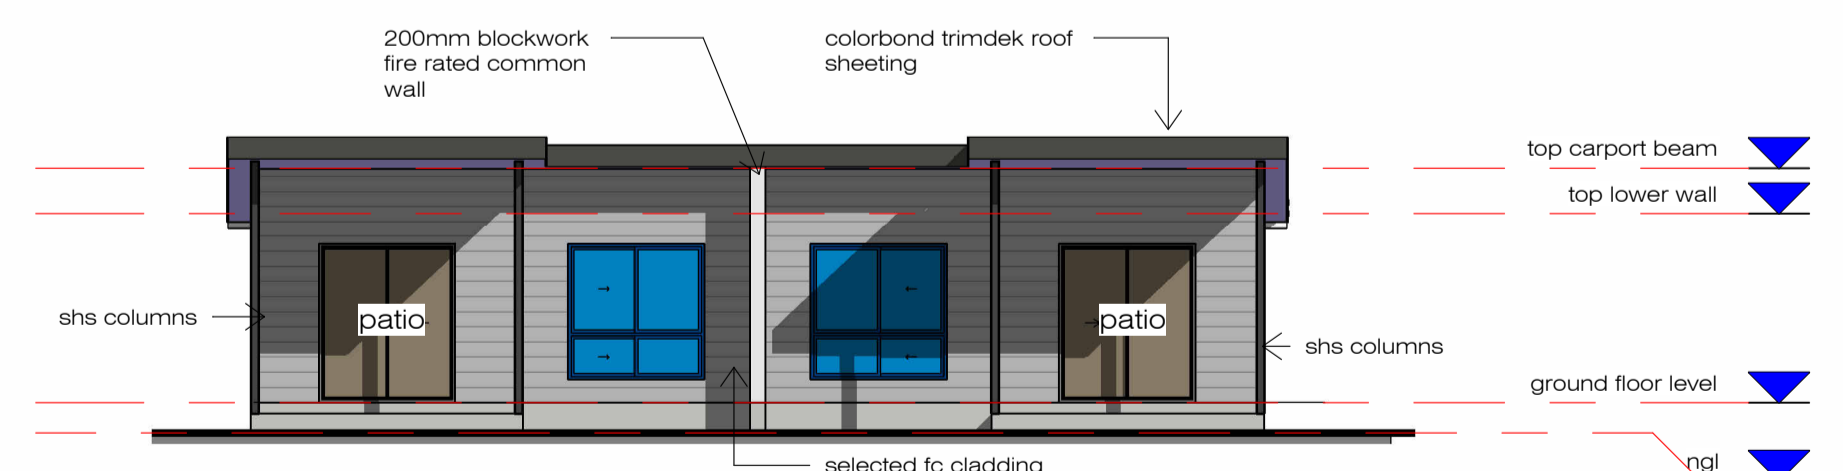 200mm blockwork
fire rated common
wall
colorbond trimdek roof
sheeting
top carport beam
top lower wall
shs columns
patio
patio
shs columns
ground floor level
selected fc cladding
ngl